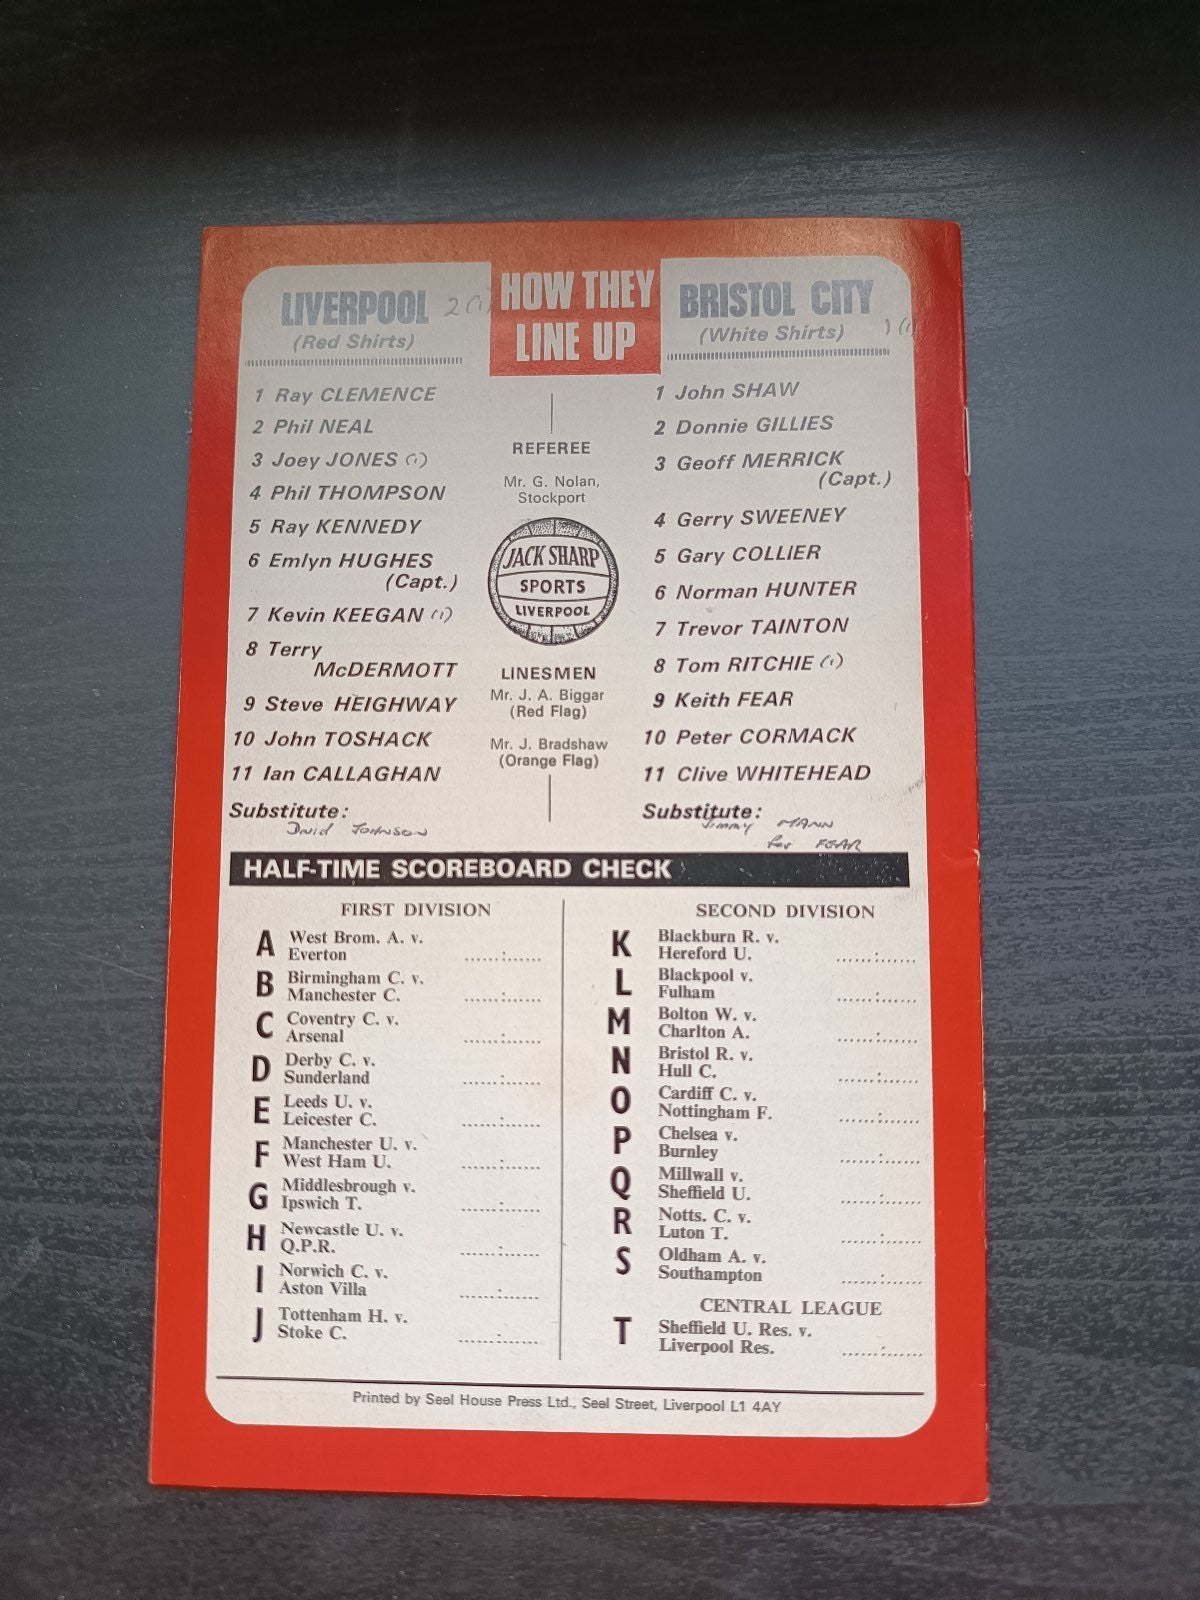 HOW THEY
LINE UP
LIVERPOOL 2 (1)
(Red Shirts)
1 Ray CLEMENCE
2 Phil NEAL
3 Joey JONES (1)
4 Phil THOMPSON
5 Ray KENNEDY
6 Emlyn HUGHES
(Capt.)
7 Kevin KEEGAN (1)
8 Terry
McDERMOTT
9 Steve HEIGHWAY
10 John TOSHACK
11 Ian CALLAGHAN
Substitute:
David Johnson
REFEREE
Mr. G. Nolan,
Stockport
JACK SHARP
SPORTS
LIVERPOOL
LINESMEN
Mr. J. A. Biggar
(Red Flag)
Mr. J. Bradshaw
(Orange Flag)
BRISTOL CITY
(White Shirts) 1 (1)
1 John SHAW
2 Donnie GILLIES
3 Geoff MERRICK
(Capt.)
4 Gerry SWEENEY
5 Gary COLLIER
6 Norman HUNTER
7 Trevor TAINTON
8 Tom RITCHIE (1)
9 Keith FEAR
10 Peter CORMACK
11 Clive WHITEHEAD
Substitute:
Jimmy MANN
for FEAR
HALF-TIME SCOREBOARD CHECK
FIRST DIVISION
A West Brom. A. v.
Everton ......:......
B Birmingham C. v.
Manchester C. ......:......
C Coventry C. v.
Arsenal ......:......
D Derby C. v.
Sunderland ......:......
E Leeds U. v.
Leicester C. ......:......
F Manchester U. v.
West Ham U. ......:......
G Middlesbrough v.
Ipswich T. ......:......
H Newcastle U. v.
Q.P.R. ......:......
I Norwich C. v.
Aston Villa ......:......
J Tottenham H. v.
Stoke C. ......:......
SECOND DIVISION
K Blackburn R. v.
Hereford U. ......:......
L Blackpool v.
Fulham ......:......
M Bolton W. v.
Charlton A. ......:......
N Bristol R. v.
Hull C. ......:......
O Cardiff C. v.
Nottingham F. ......:......
P Chelsea v.
Burnley ......:......
Q Millwall v.
Sheffield U. ......:......
R Notts. C. v.
Luton T. ......:......
S Oldham A. v.
Southampton ......:......
CENTRAL LEAGUE
T Sheffield U. Res. v.
Liverpool Res. ......:......
Printed by Seel House Press Ltd., Seel Street, Liverpool L1 4AY